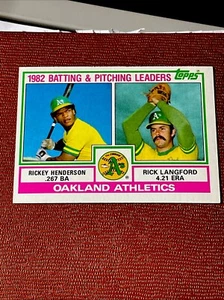 1982 BATTING & PITCHING LEADERS
Topps
RICKEY HENDERSON
.267 BA
RICK LANGFORD
4.21 ERA
OAKLAND ATHLETICS